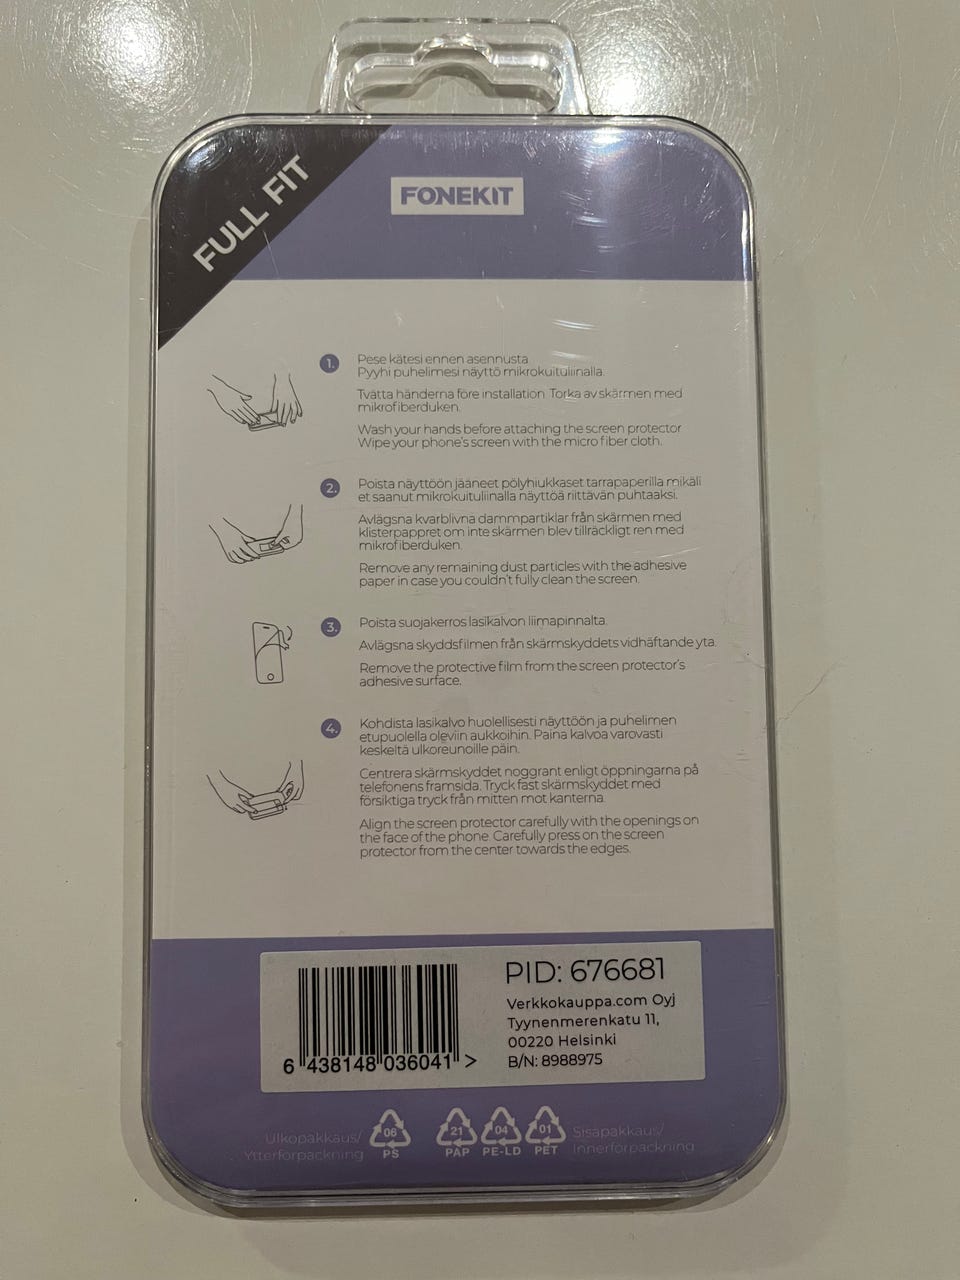 FULL FIT
FONEKIT
1.
Pese kätesi ennen asennusta
Pyyhi puhelimesi näyttö mikrokuituliinalla.
Tvätta händerna före installation. Torka av skärmen med
mikrofiberduken.
Wash your hands before attaching the screen protector
Wipe your phone's screen with the micro fiber cloth.
2.
Poista näyttöön jääneet pölyhiukkaset tarrapaperilla mikäli
et saanut mikrokuituliinalla näyttöä riittävän puhtaaksi.
Avlägsna kvarblivna dammpartiklar från skärmen med
klisterpappret om inte skärmen blev tillräckligt ren med
mikrofiberduken.
Remove any remaining dust particles with the adhesive
paper in case you couldn't fully clean the screen.
3.
Poista suojakerros lasikalvon liimapinnalta.
Avlägsna skyddsfilmen från skärmskyddets vidhäftande yta.
Remove the protective film from the screen protector's
adhesive surface.
4.
Kohdista lasikalvo huolellisesti näyttöön ja puhelimen
etupuolella oleviin aukkoihin. Paina kalvoa varovasti
keskeltä ulkoreunoille päin.
Centrera skärmskyddet noggrant enligt öppningarna på
telefonens framsida. Tryck fast skärmskyddet med
försiktiga tryck från mitten mot kanterna.
Align the screen protector carefully with the openings on
the face of the phone. Carefully press on the screen
protector from the center towards the edges.
6 438148 036041 >
PID: 676681
Verkkokauppa.com Oyj
Tyynenmerenkatu 11,
00220 Helsinki
B/N: 8988975
Ulkopakkaus/
Ytterförpackning
06
PS
21
PAP
04
PE-LD
01
PET
Sisäpakkaus/
Innerförpackning